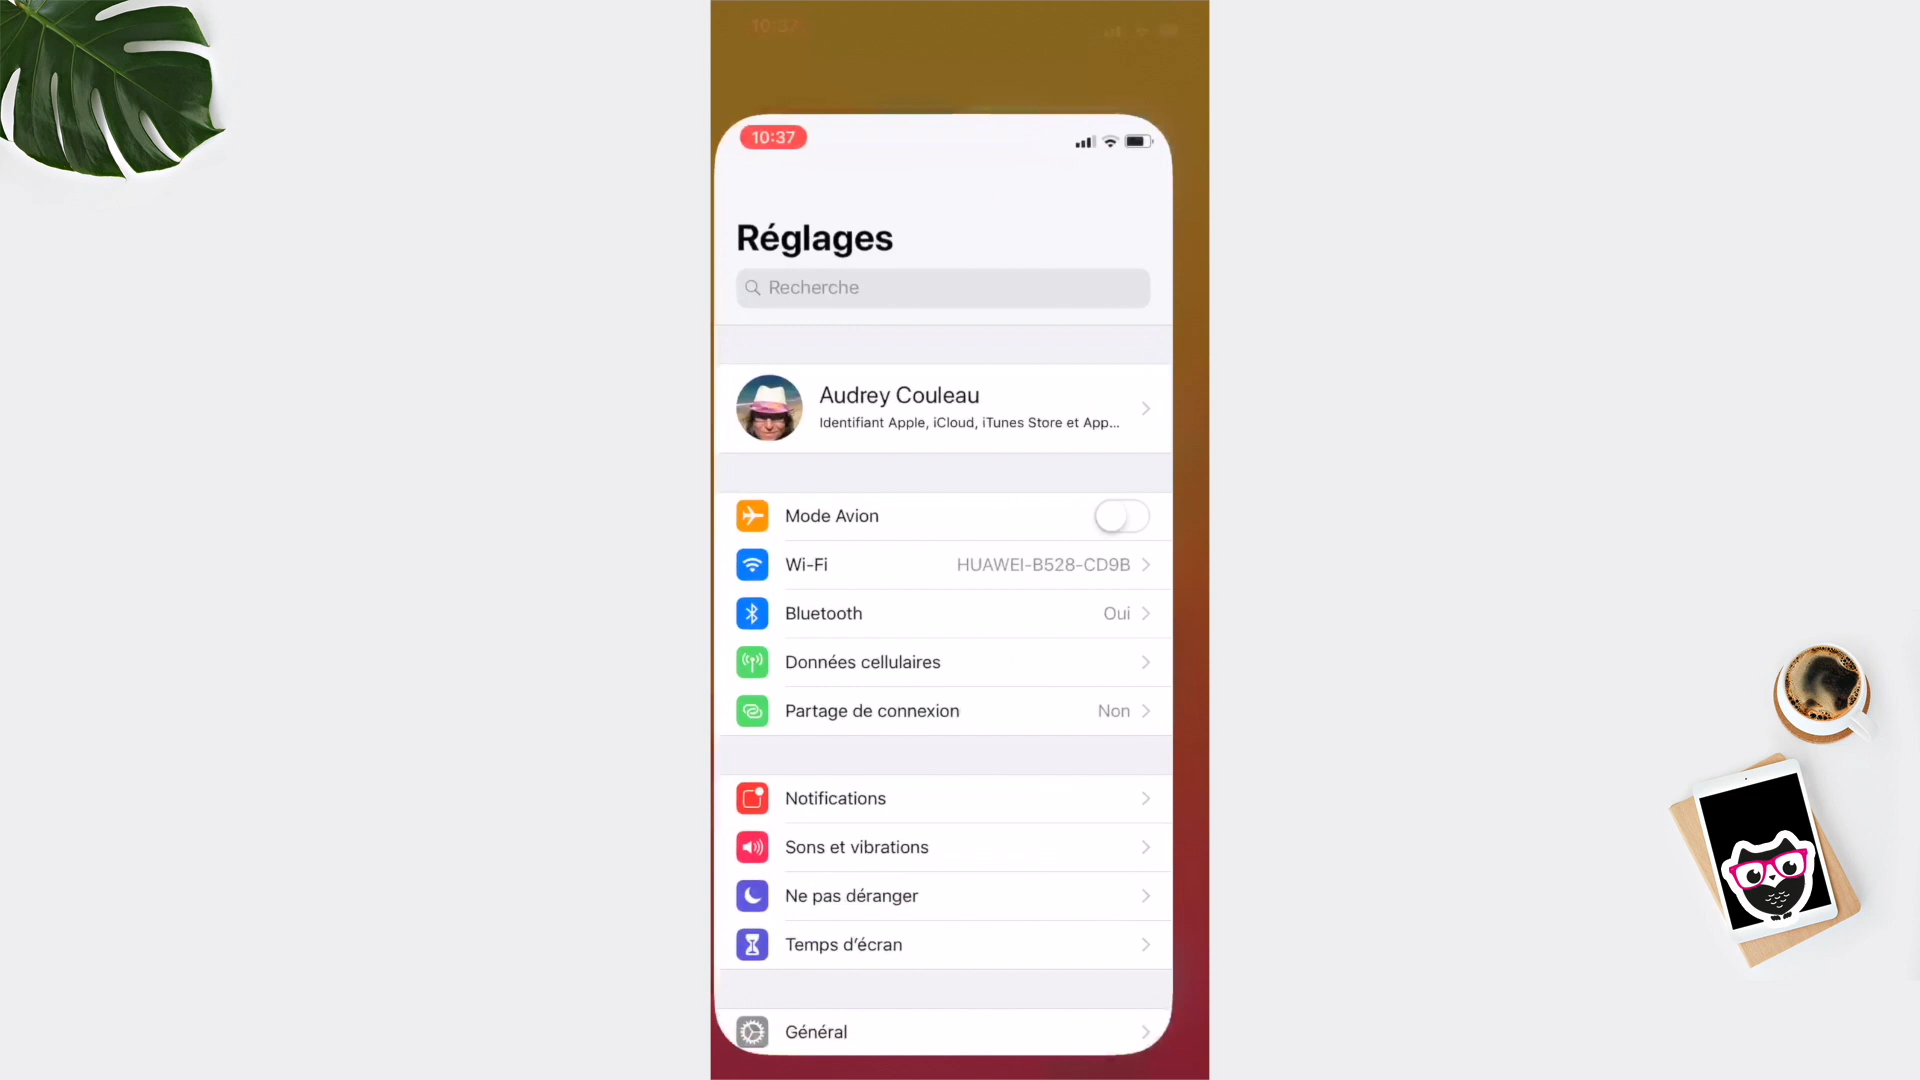 10:37
10:37
Réglages
Recherche
Audrey Couleau
Identifiant Apple, iCloud, iTunes Store et App...
Mode Avion
Wi-Fi HUAWEI-B528-CD9B
Bluetooth Oui
Données cellulaires
Partage de connexion Non
Notifications
Sons et vibrations
Ne pas déranger
Temps d’écran
Général